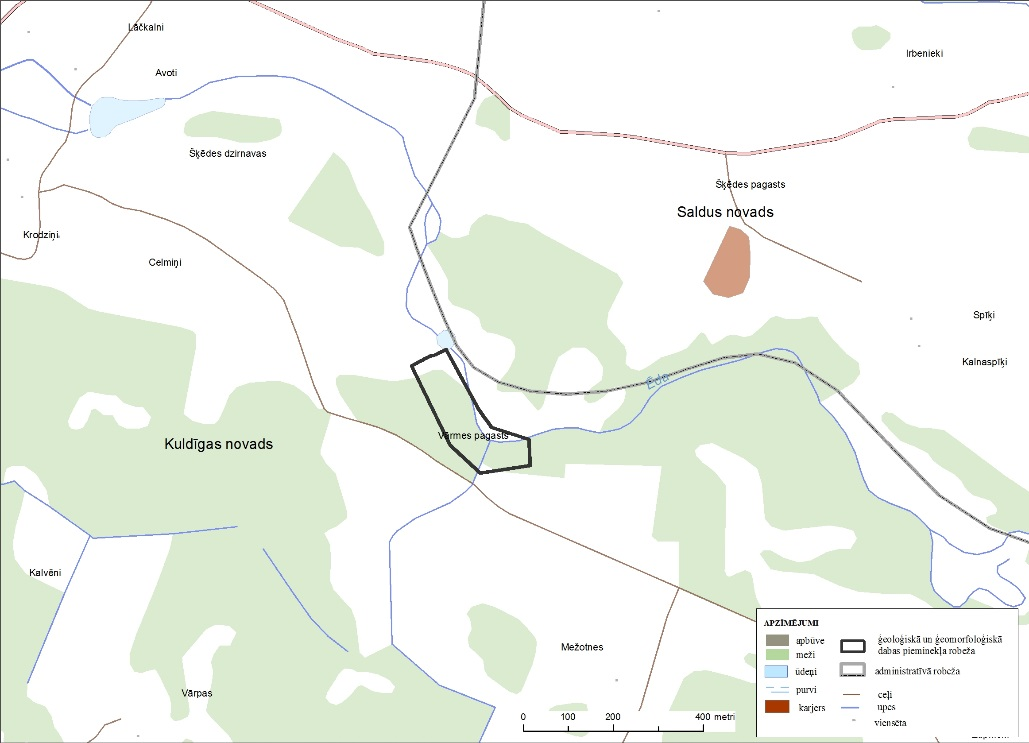 Lāčkalni
Irbenieki
Avoti
Šķēdes dzirnavas
Šķēdes pagasts
Saldus novads
Krodziņi
Celmiņi
Spīķi
Kalnaspīķi
Eda
Vārmes pagasts
Kuldīgas novads
Kalvēni
Mežotnes
Vārpas
0 100 200 400 metri
APZĪMĒJUMI
apbūve
meži
ūdeņi
purvi
karjers
ģeoloģiskā un ģeomorfoloģiskā
dabas pieminekļa robeža
administratīvā robeža
ceļi
upes
viensēta